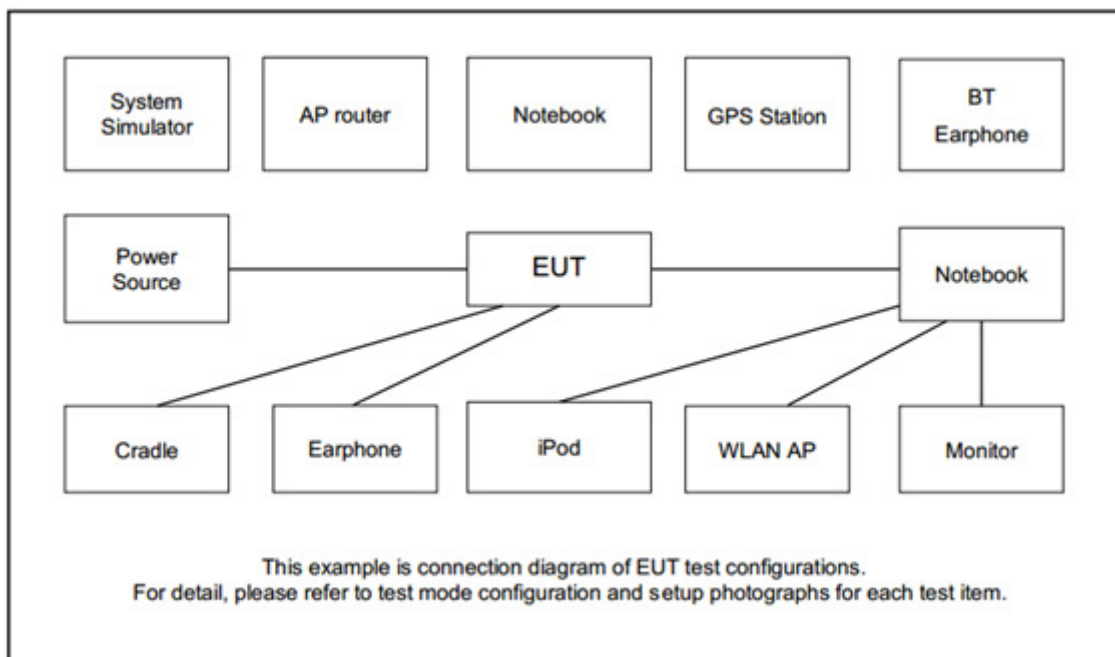 System
Simulator
AP router
Notebook
GPS Station
BT
Earphone
Power
Source
EUT
Notebook
Cradle
Earphone
iPod
WLAN AP
Monitor
This example is connection diagram of EUT test configurations.
For detail, please refer to test mode configuration and setup photographs for each test item.